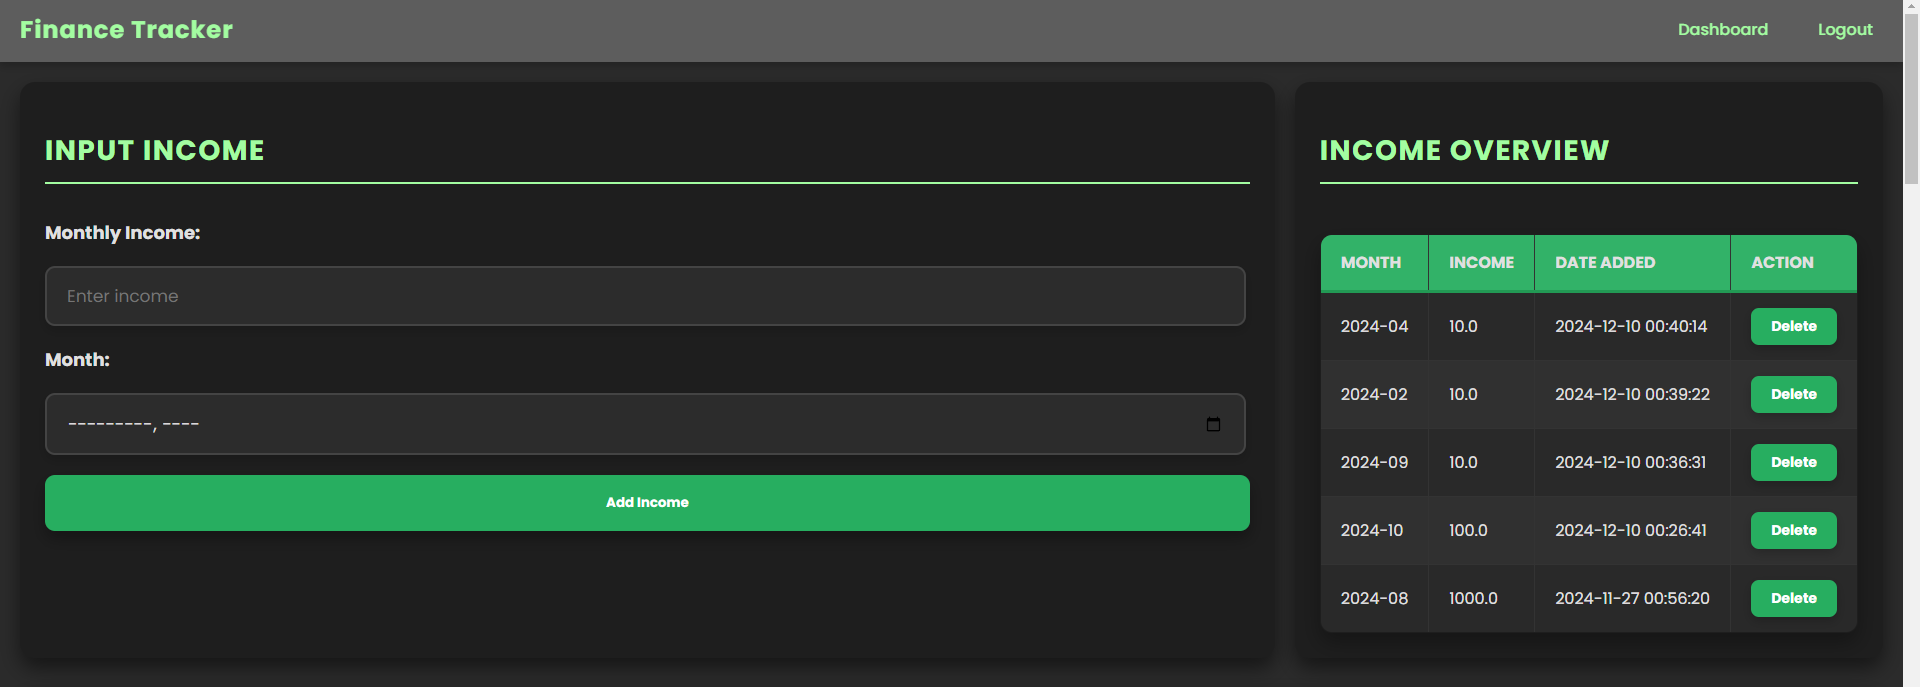 Finance Tracker
Dashboard
Logout
INPUT INCOME
Monthly Income:
Enter income
Month:
---------, ----
Add Income
INCOME OVERVIEW
MONTH INCOME DATE ADDED ACTION
2024-04 10.0 2024-12-10 00:40:14 Delete
2024-02 10.0 2024-12-10 00:39:22 Delete
2024-09 10.0 2024-12-10 00:36:31 Delete
2024-10 100.0 2024-12-10 00:26:41 Delete
2024-08 1000.0 2024-11-27 00:56:20 Delete